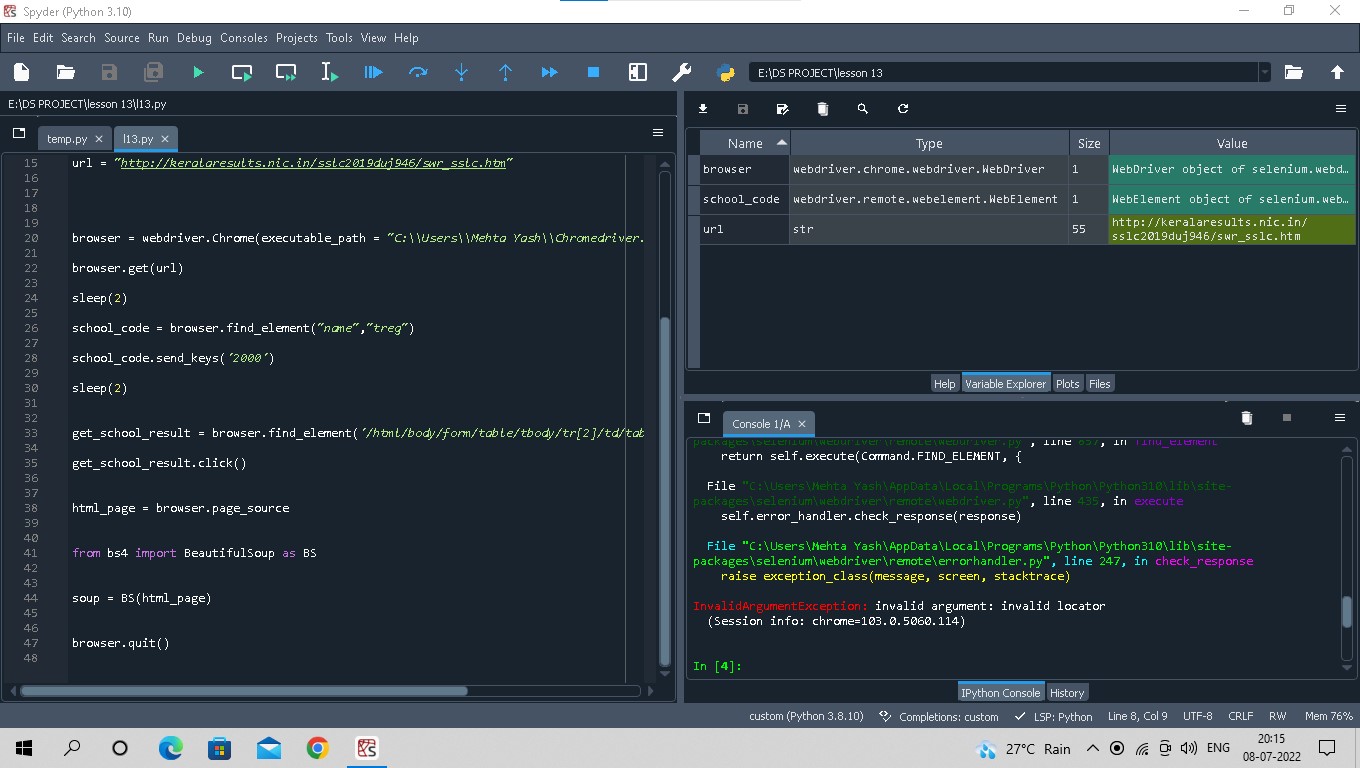 Spyder (Python 3.10)
File Edit Search Source Run Debug Consoles Projects Tools View Help
E:\DS PROJECT\lesson 13
E:\DS PROJECT\lesson 13\l13.py
temp.py
l13.py
15 url = "http://keralaresults.nic.in/sslc2019duj946/swr_sslc.htm"
16
17
18
19
20 browser = webdriver.Chrome(executable_path = "C:\\Users\\Mehta Yash\\Chromedriver.
21
22 browser.get(url)
23
24 sleep(2)
25
26 school_code = browser.find_element("name","treg")
27
28 school_code.send_keys('2000')
29
30 sleep(2)
31
32
33 get_school_result = browser.find_element('/html/body/form/table/tbody/tr[2]/td/tab
34
35 get_school_result.click()
36
37
38 html_page = browser.page_source
39
40
41 from bs4 import BeautifulSoup as BS
42
43
44 soup = BS(html_page)
45
46
47 browser.quit()
48
Name Type Size Value
browser webdriver.chrome.webdriver.WebDriver 1 WebDriver object of selenium.webd…
school_code webdriver.remote.webelement.WebElement 1 WebElement object of selenium.web…
url str 55 http://keralaresults.nic.in/
sslc2019duj946/swr_sslc.htm
Help Variable Explorer Plots Files
Console 1/A
packages\selenium\webdriver\remote\webdriver.py", line 857, in find_element
return self.execute(Command.FIND_ELEMENT, {
File "C:\Users\Mehta Yash\AppData\Local\Programs\Python\Python310\lib\site-
packages\selenium\webdriver\remote\webdriver.py", line 435, in execute
self.error_handler.check_response(response)
File "C:\Users\Mehta Yash\AppData\Local\Programs\Python\Python310\lib\site-
packages\selenium\webdriver\remote\errorhandler.py", line 247, in check_response
raise exception_class(message, screen, stacktrace)
InvalidArgumentException: invalid argument: invalid locator
(Session info: chrome=103.0.5060.114)
In [4]:
IPython Console History
custom (Python 3.8.10) Completions: custom LSP: Python Line 8, Col 9 UTF-8 CRLF RW Mem 76%
27°C Rain ENG 20:15
08-07-2022